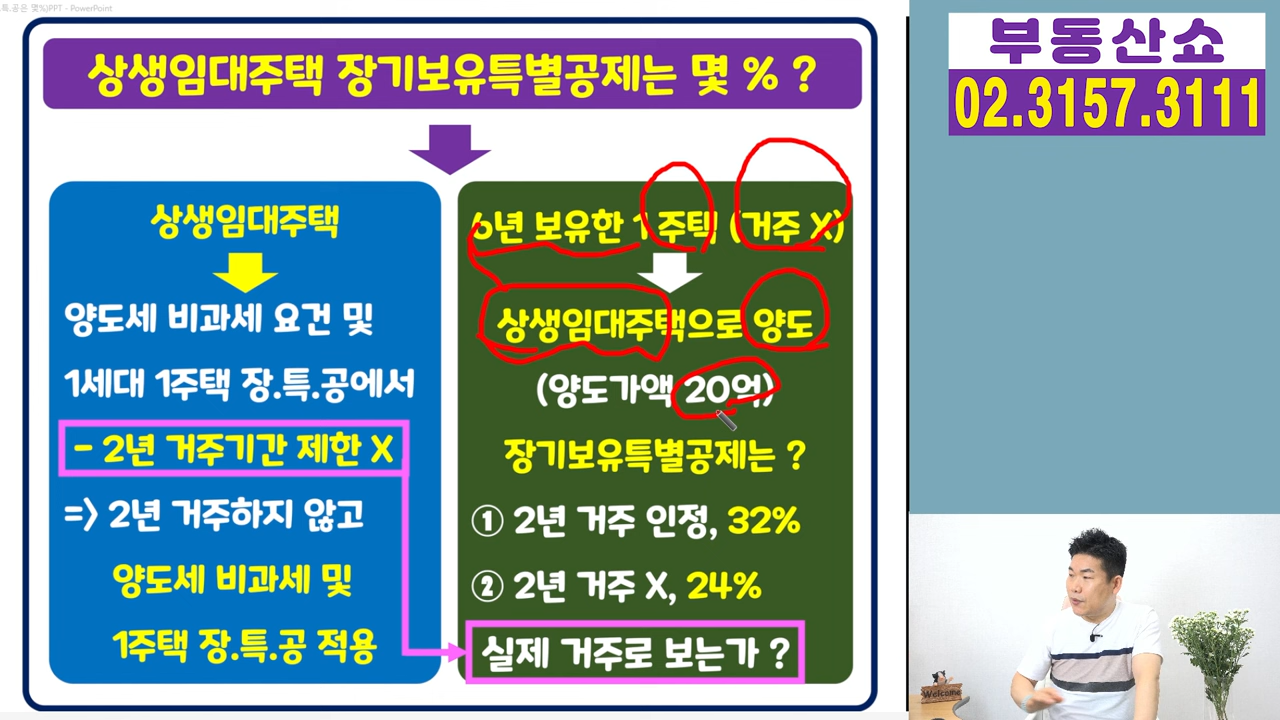 특.공은 몇%)PPT - PowerPoint
상생임대주택 장기보유특별공제는 몇 % ?
상생임대주택
양도세 비과세 요건 및
1세대 1주택 장.특.공에서
- 2년 거주기간 제한 X
=> 2년 거주하지 않고
양도세 비과세 및
1주택 장.특.공 적용
6년 보유한 1주택 (거주 X)
상생임대주택으로 양도
(양도가액 20억)
장기보유특별공제는 ?
① 2년 거주 인정, 32%
② 2년 거주 X, 24%
실제 거주로 보는가 ?
부동산쇼
02.3157.3111
Welcome